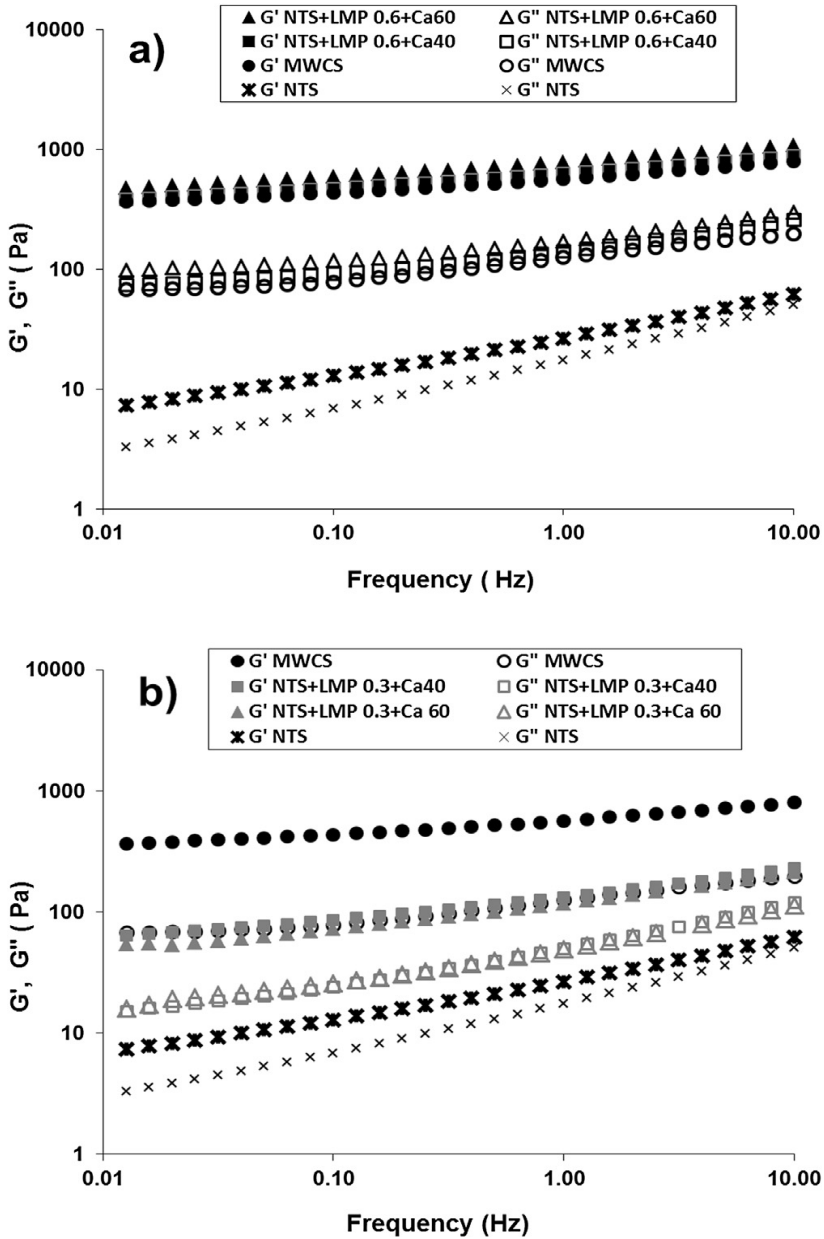 a)
G' NTS+LMP 0.6+Ca60 G" NTS+LMP 0.6+Ca60
G' NTS+LMP 0.6+Ca40 G" NTS+LMP 0.6+Ca40
G' MWCS G" MWCS
G' NTS G" NTS
10000
1000
100
10
1
G', G" ( Pa)
0.01 0.10 1.00 10.00
Frequency ( Hz)
b)
G' MWCS G" MWCS
G' NTS+LMP 0.3+Ca40 G" NTS+LMP 0.3+Ca40
G' NTS+LMP 0.3+Ca 60 G" NTS+LMP 0.3+Ca 60
G' NTS G" NTS
10000
1000
100
10
1
G', G" ( Pa)
0.01 0.10 1.00 10.00
Frequency (Hz)